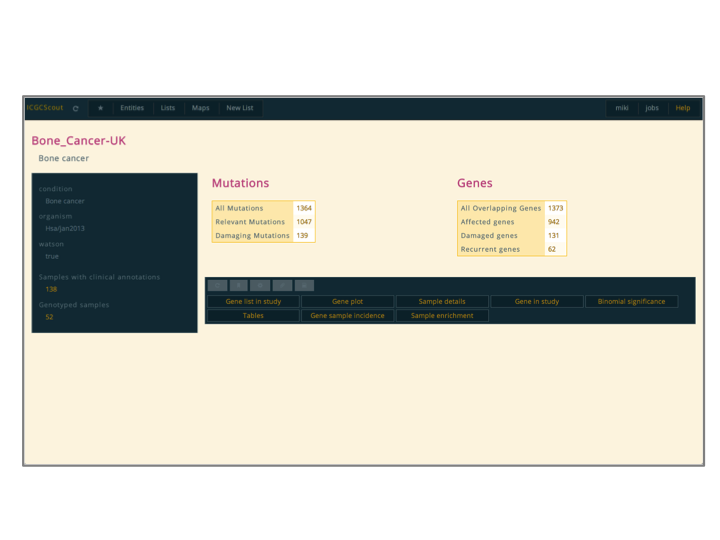 ICGCScout
★ Entities Lists Maps New List
miki jobs Help
Bone_Cancer-UK
Bone cancer
condition
Bone cancer
organism
Hsa/jan2013
watson
true
Samples with clinical annotations
138
Genotyped samples
52
Mutations
All Mutations 1364
Relevant Mutations 1047
Damaging Mutations 139
Genes
All Overlapping Genes 1373
Affected genes 942
Damaged genes 131
Recurrent genes 62
Gene list in study Gene plot Sample details Gene in study Binomial significance
Tables Gene sample incidence Sample enrichment